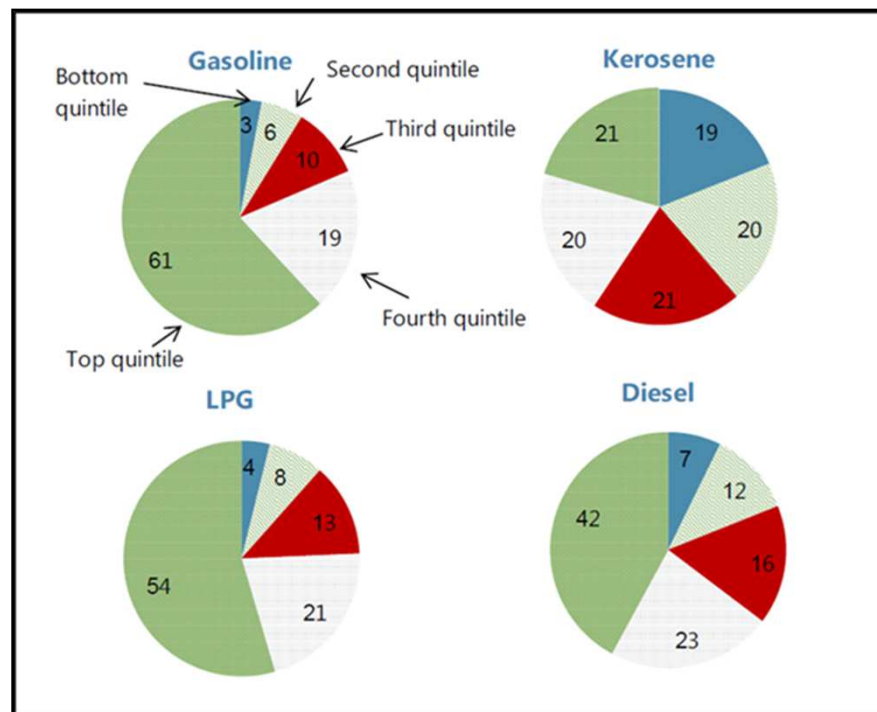 Gasoline
Bottom
quintile
Second quintile
3
6
Third quintile
10
19
61
Fourth quintile
Top quintile
Kerosene
21
19
20
20
21
LPG
4
8
13
54
21
Diesel
7
12
42
16
23